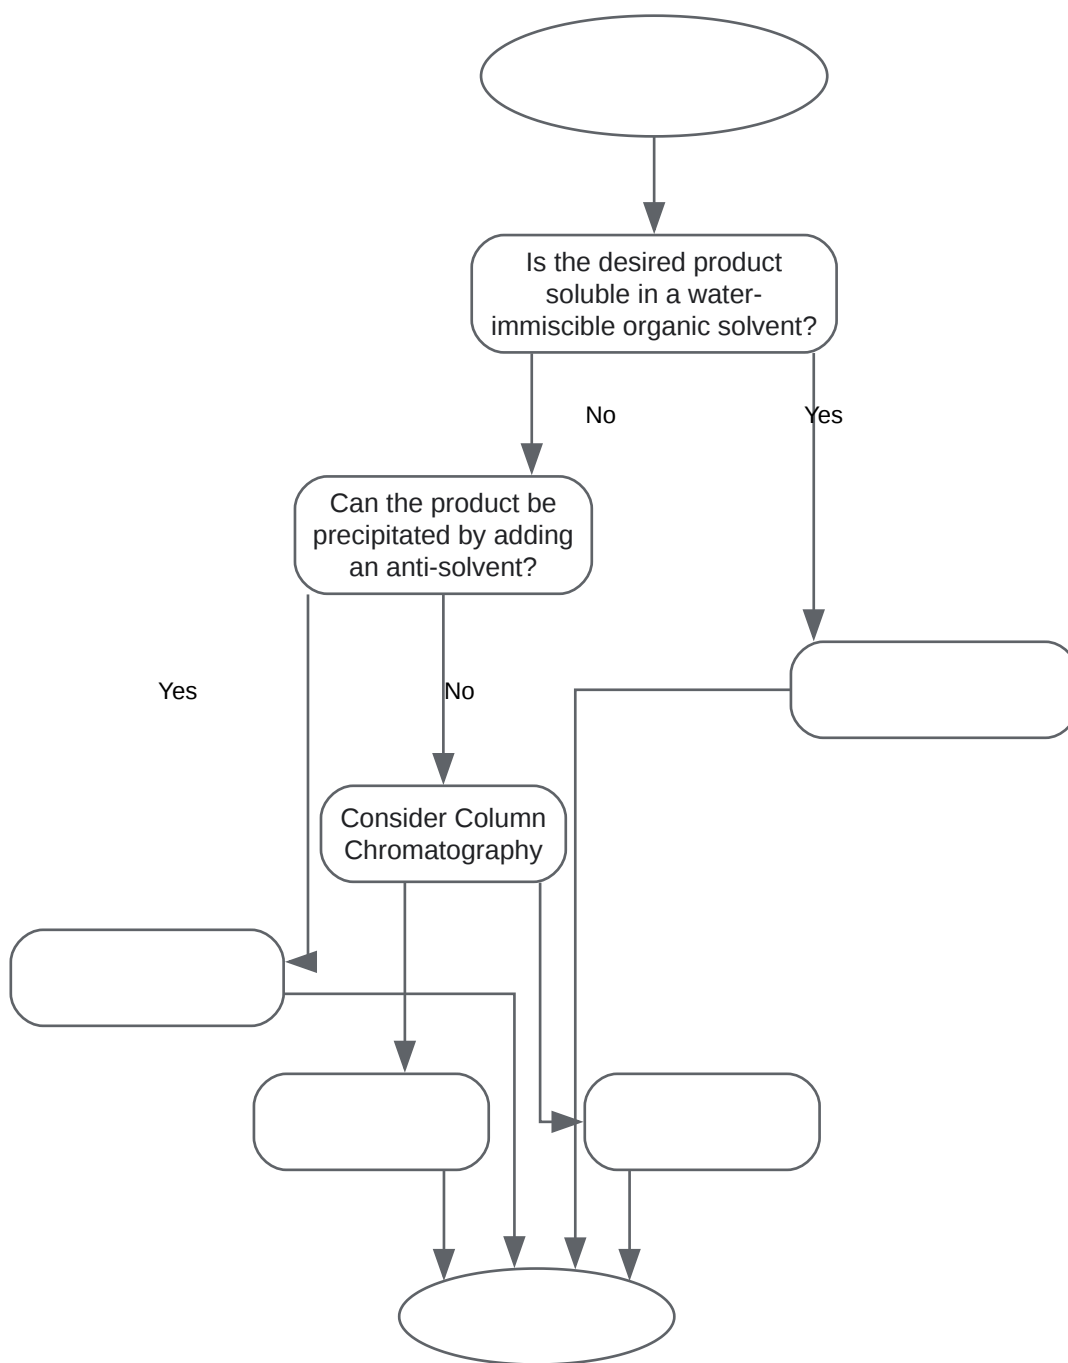 Is the desired product
soluble in a water-
immiscible organic solvent?
No
Yes
Can the product be
precipitated by adding
an anti-solvent?
Yes
No
Consider Column
Chromatography